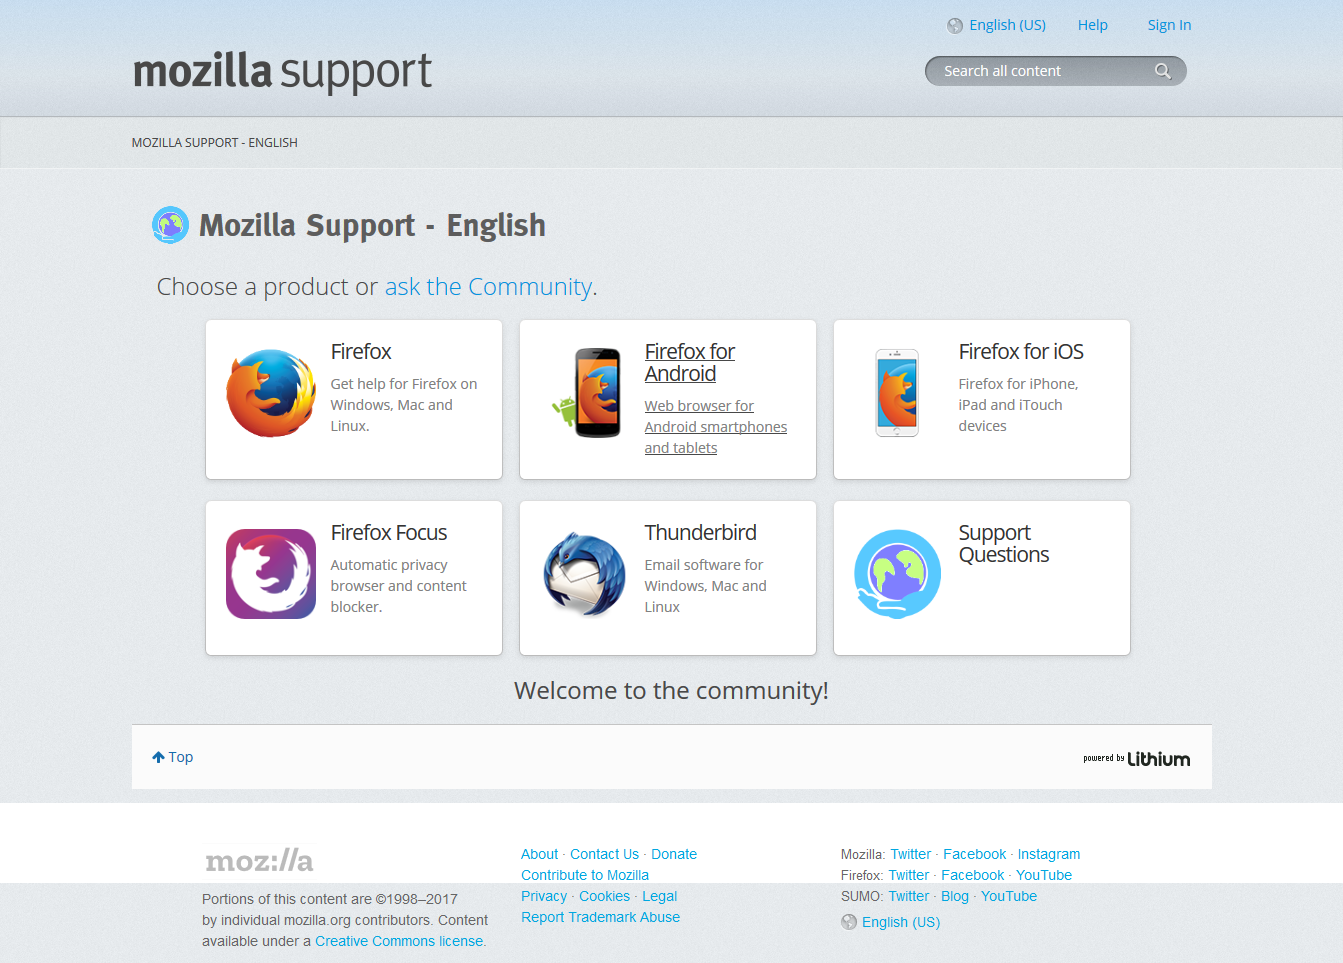 English (US) Help Sign In
mozilla support
Search all content
MOZILLA SUPPORT - ENGLISH
Mozilla Support - English
Choose a product or ask the Community.
Firefox
Get help for Firefox on
Windows, Mac and
Linux.
Firefox for
Android
Web browser for
Android smartphones
and tablets
Firefox for iOS
Firefox for iPhone,
iPad and iTouch
devices
Firefox Focus
Automatic privacy
browser and content
blocker.
Thunderbird
Email software for
Windows, Mac and
Linux
Support
Questions
Welcome to the community!
Top
powered by Lithium
moz://a
Portions of this content are ©1998–2017
by individual mozilla.org contributors. Content
available under a Creative Commons license.
About · Contact Us · Donate
Contribute to Mozilla
Privacy · Cookies · Legal
Report Trademark Abuse
Mozilla: Twitter · Facebook · Instagram
Firefox: Twitter · Facebook · YouTube
SUMO: Twitter · Blog · YouTube
English (US)